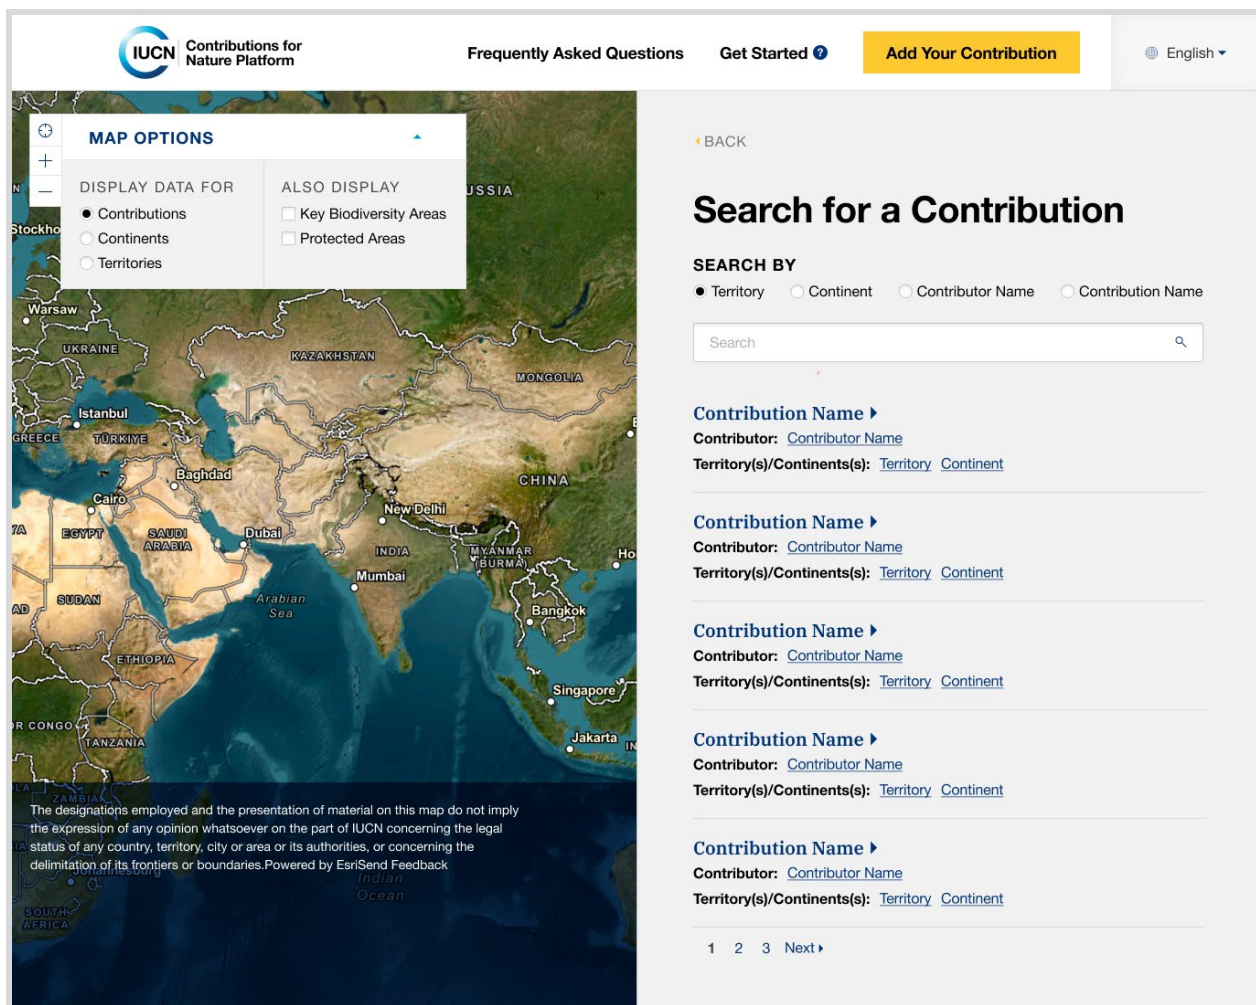 IUCN
Contributions for
Nature Platform
Frequently Asked Questions
Get Started ?
Add Your Contribution
English
MAP OPTIONS
DISPLAY DATA FOR
Contributions
Continents
Territories
ALSO DISPLAY
Key Biodiversity Areas
Protected Areas
USSIA
Stockho
Warsaw
UKRAINE
KAZAKHSTAN
MONGOLIA
Istanbul
GREECE
TÜRKIYE
Baghdad
CHINA
Cairo
New Delhi
EGYPT
SAUDI
ARABIA
Dubai
INDIA
MYANMAR
(BURMA)
Ho
Mumbai
SUDAN
AD
Arabian
Sea
Bangkok
ETHIOPIA
Singapore
R CONGO
TANZANIA
Jakarta
IN
ZAMBIA
The designations employed and the presentation of material on this map do not imply
the expression of any opinion whatsoever on the part of IUCN concerning the legal
status of any country, territory, city or area or its authorities, or concerning the
delimitation of its frontiers or boundaries.Powered by EsriSend Feedback
Johannesburg
Indian
Ocean
SOUTH
AFRICA
BACK
Search for a Contribution
SEARCH BY
Territory
Continent
Contributor Name
Contribution Name
Search
Contribution Name
Contributor: Contributor Name
Territory(s)/Continents(s): Territory Continent
Contribution Name
Contributor: Contributor Name
Territory(s)/Continents(s): Territory Continent
Contribution Name
Contributor: Contributor Name
Territory(s)/Continents(s): Territory Continent
Contribution Name
Contributor: Contributor Name
Territory(s)/Continents(s): Territory Continent
Contribution Name
Contributor: Contributor Name
Territory(s)/Continents(s): Territory Continent
1 2 3 Next